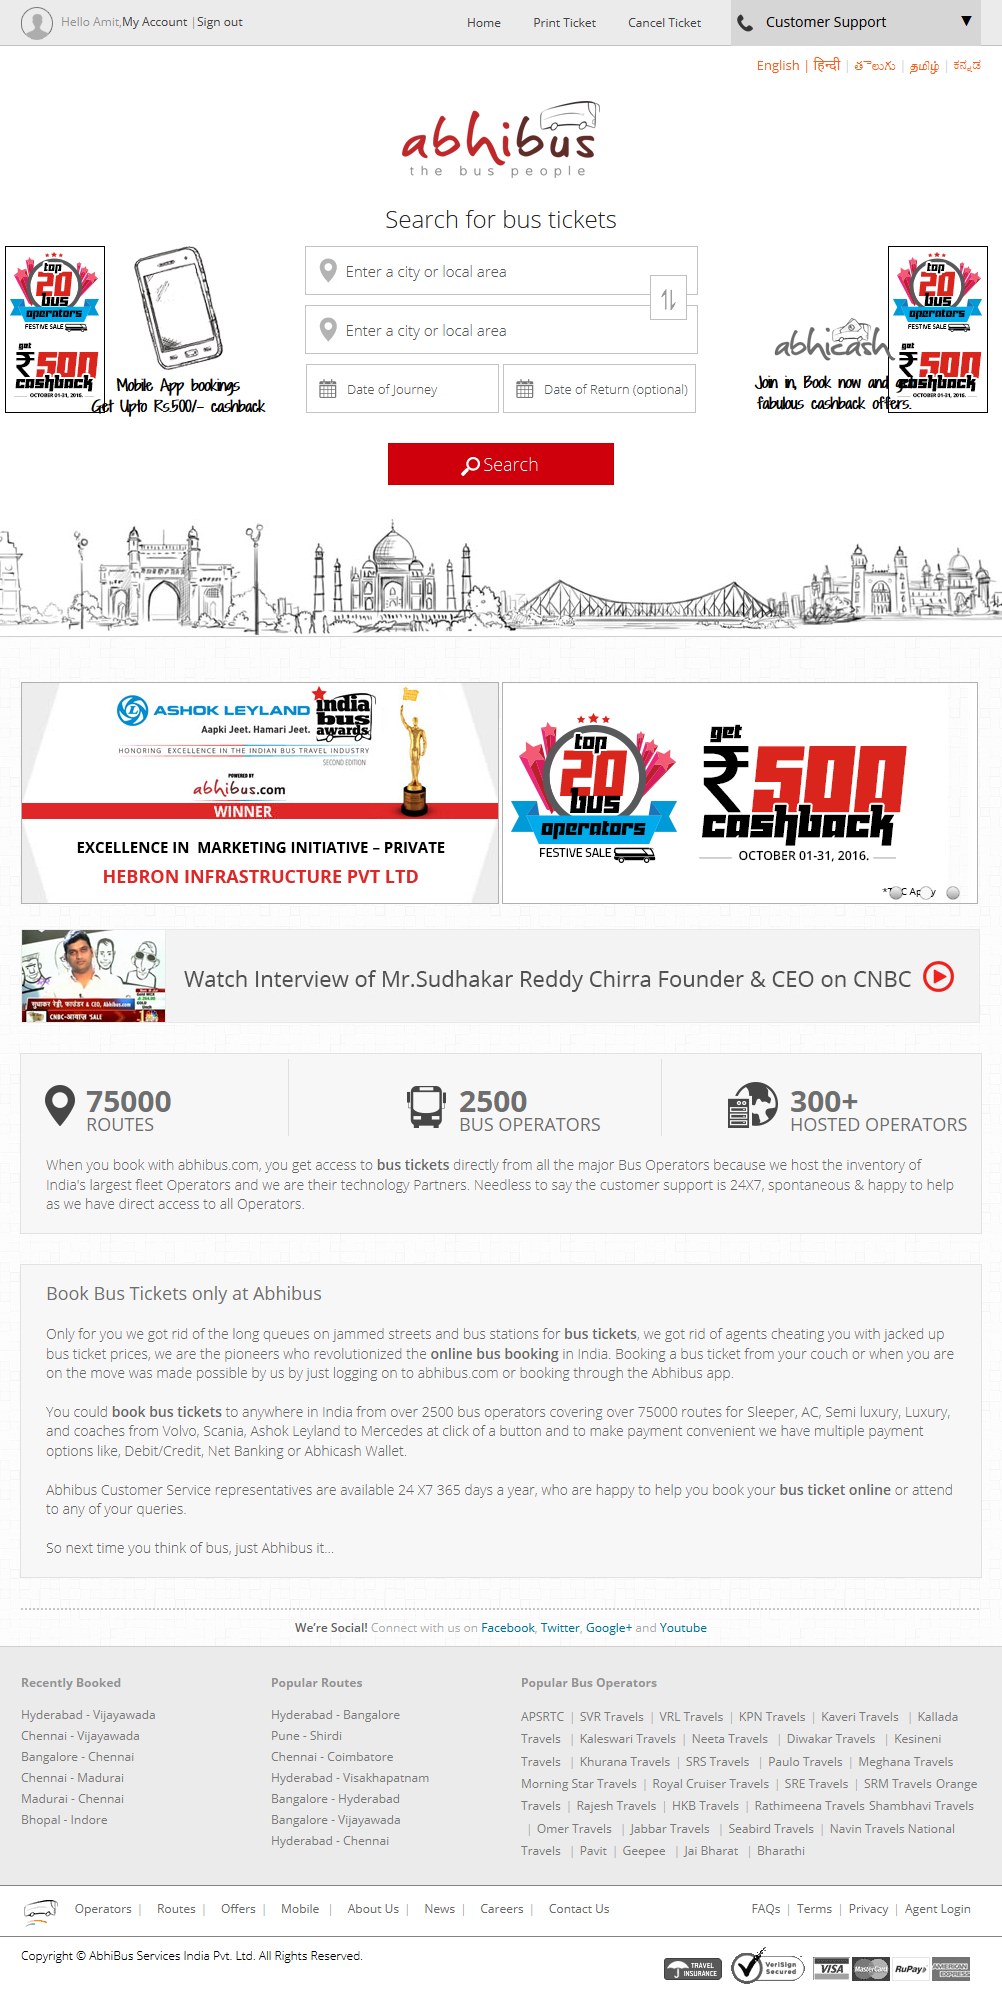 Hello Amit,My Account |Sign out
Home
Print Ticket
Cancel Ticket
Customer Support
English | हिन्दी | తెలుగు | தமிழ் | ಕನ್ನಡ
abhibus
the bus people
Search for bus tickets
top
20
bus
operators
FESTIVE SALE
get
₹500
cashback
OCTOBER 01-31, 2016.
Mobile App bookings
Get Upto Rs.500/- cashback
Enter a city or local area
Enter a city or local area
Date of Journey
Date of Return (optional)
Search
abhicash
Join in, Book now and get
fabulous cashback offers.
top
20
bus
operators
FESTIVE SALE
get
₹500
cashback
OCTOBER 01-31, 2016.
ASHOK LEYLAND
Aapki Jeet. Hamari Jeet.
india
bus
awards
HONORING EXCELLENCE IN THE INDIAN BUS TRAVEL INDUSTRY
SECOND EDITION
POWERED BY
abhibus.com
WINNER
EXCELLENCE IN MARKETING INITIATIVE – PRIVATE
HEBRON INFRASTRUCTURE PVT LTD
top
20
bus
operators
FESTIVE SALE
get
₹500
cashback
OCTOBER 01-31, 2016.
सुधाकर रेड्डी, फाउंडर & CEO, Abhibus.com
CNBC-आवाज़ 'SALE
Watch Interview of Mr.Sudhakar Reddy Chirra Founder & CEO on CNBC
75000
ROUTES
2500
BUS OPERATORS
300+
HOSTED OPERATORS
When you book with abhibus.com, you get access to bus tickets directly from all the major Bus Operators because we host the inventory of
India's largest fleet Operators and we are their technology Partners. Needless to say the customer support is 24X7, spontaneous & happy to help
as we have direct access to all Operators.
Book Bus Tickets only at Abhibus
Only for you we got rid of the long queues on jammed streets and bus stations for bus tickets, we got rid of agents cheating you with jacked up
bus ticket prices, we are the pioneers who revolutionized the online bus booking in India. Booking a bus ticket from your couch or when you are
on the move was made possible by us by just logging on to abhibus.com or booking through the Abhibus app.
You could book bus tickets to anywhere in India from over 2500 bus operators covering over 75000 routes for Sleeper, AC, Semi luxury, Luxury,
and coaches from Volvo, Scania, Ashok Leyland to Mercedes at click of a button and to make payment convenient we have multiple payment
options like, Debit/Credit, Net Banking or Abhicash Wallet.
Abhibus Customer Service representatives are available 24 X7 365 days a year, who are happy to help you book your bus ticket online or attend
to any of your queries.
So next time you think of bus, just Abhibus it...
We're Social! Connect with us on Facebook, Twitter, Google+ and Youtube
Recently Booked
Hyderabad - Vijayawada
Chennai - Vijayawada
Bangalore - Chennai
Chennai - Madurai
Madurai - Chennai
Bhopal - Indore
Popular Routes
Hyderabad - Bangalore
Pune - Shirdi
Chennai - Coimbatore
Hyderabad - Visakhapatnam
Bangalore - Hyderabad
Bangalore - Vijayawada
Hyderabad - Chennai
Popular Bus Operators
APSRTC | SVR Travels | VRL Travels | KPN Travels | Kaveri Travels | Kallada
Travels | Kaleswari Travels | Neeta Travels | Diwakar Travels | Kesineni
Travels | Khurana Travels | SRS Travels | Paulo Travels | Meghana Travels
Morning Star Travels | Royal Cruiser Travels | SRE Travels | SRM Travels Orange
Travels | Rajesh Travels | HKB Travels | Rathimeena Travels Shambhavi Travels
| Omer Travels | Jabbar Travels | Seabird Travels | Navin Travels National
Travels | Pavit | Geepee | Jai Bharat | Bharathi
Operators | Routes | Offers | Mobile | About Us | News | Careers | Contact Us
FAQs | Terms | Privacy | Agent Login
Copyright © AbhiBus Services India Pvt. Ltd. All Rights Reserved.
TRAVEL
INSURANCE
VeriSign
Secured
VISA
MasterCard
RuPay
AMERICAN
EXPRESS